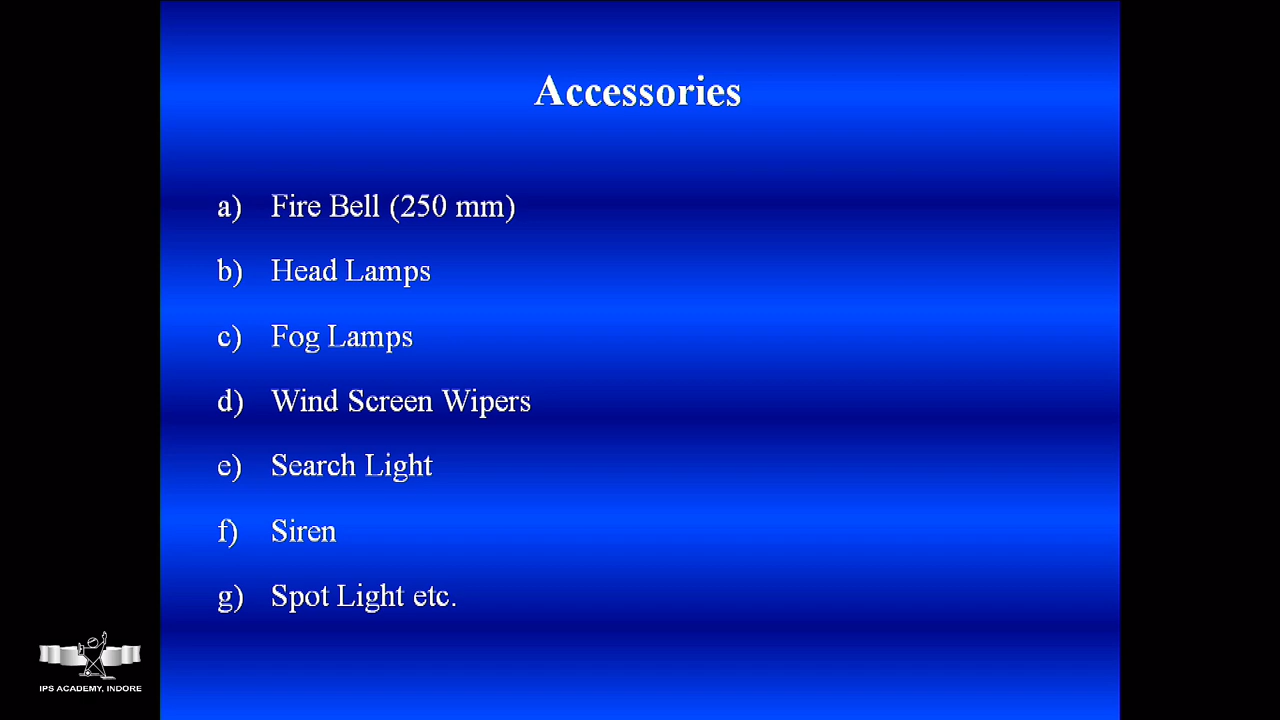 Accessories
a) Fire Bell (250 mm)
b) Head Lamps
c) Fog Lamps
d) Wind Screen Wipers
e) Search Light
f) Siren
g) Spot Light etc.
IPS ACADEMY, INDORE